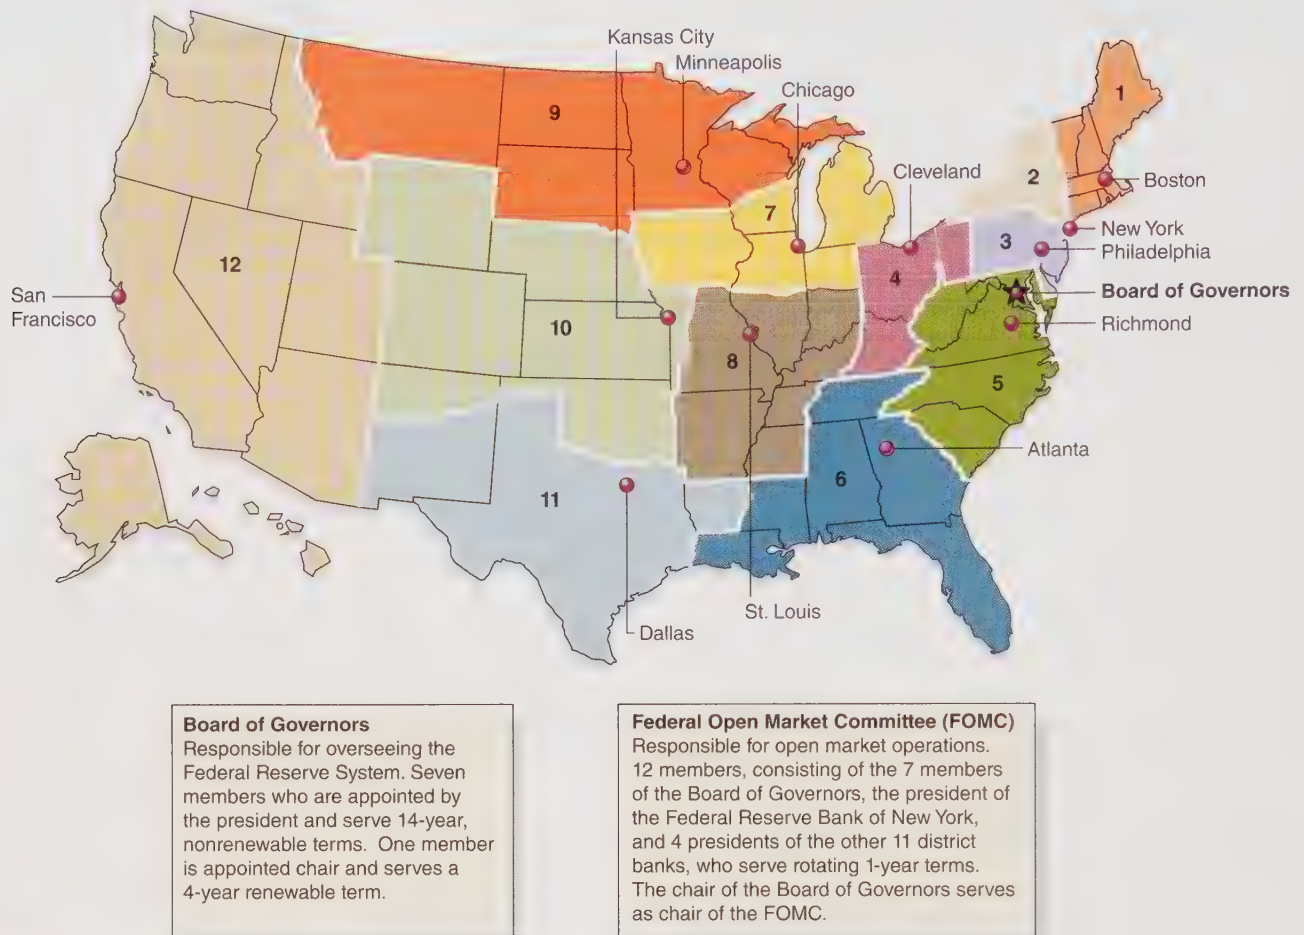 Kansas City
Minneapolis
Chicago
1
9
Cleveland
2
Boston
7
New York
3
Philadelphia
12
4
Board of Governors
San
Francisco
10
Richmond
8
5
Atlanta
6
11
St. Louis
Dallas
Board of Governors
Responsible for overseeing the
Federal Reserve System. Seven
members who are appointed by
the president and serve 14-year,
nonrenewable terms. One member
is appointed chair and serves a
4-year renewable term.
Federal Open Market Committee (FOMC)
Responsible for open market operations.
12 members, consisting of the 7 members
of the Board of Governors, the president of
the Federal Reserve Bank of New York,
and 4 presidents of the other 11 district
banks, who serve rotating 1-year terms.
The chair of the Board of Governors serves
as chair of the FOMC.